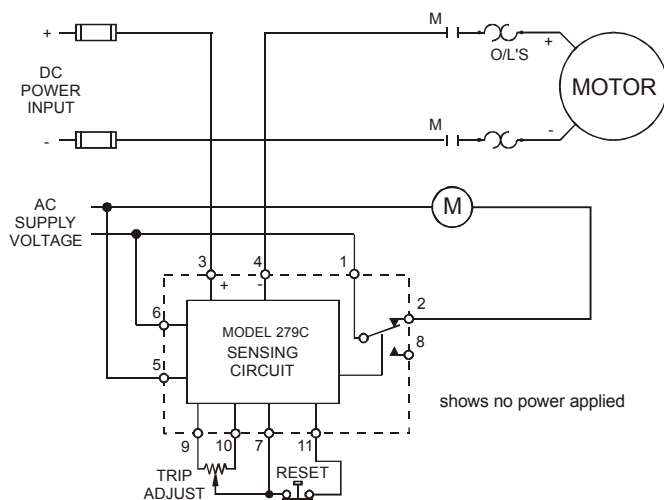 M
+
O/L'S
+
DC
POWER
INPUT
MOTOR
-
M
-
AC
SUPPLY
VOLTAGE
M
3
4
1
+
-
2
6
MODEL 279C
SENSING
CIRCUIT
8
5
shows no power applied
9
10
7
11
TRIP
ADJUST
RESET